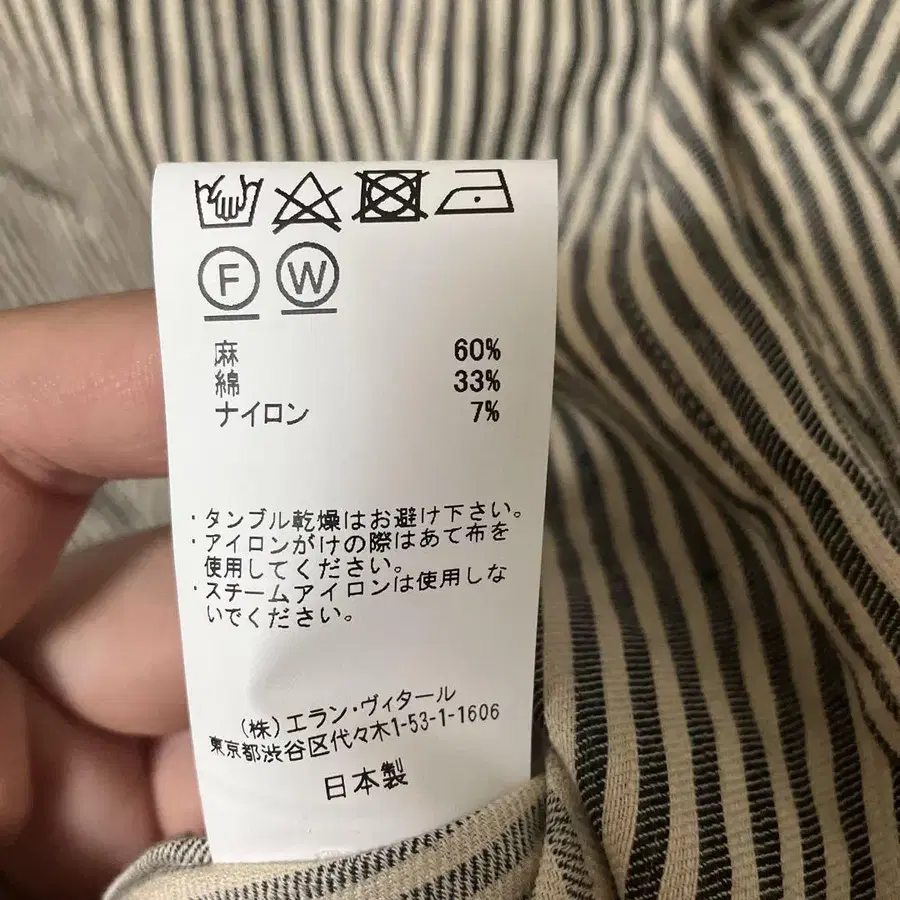 F W
麻 60%
綿 33%
ナイロン 7%
・タンブル乾燥はお避け下さい。
・アイロンがけの際はあて布を
使用してください。
・スチームアイロンは使用しな
いでください。
(株)エラン・ヴィタール
東京都渋谷区代々木1-53-1-1606
日本製